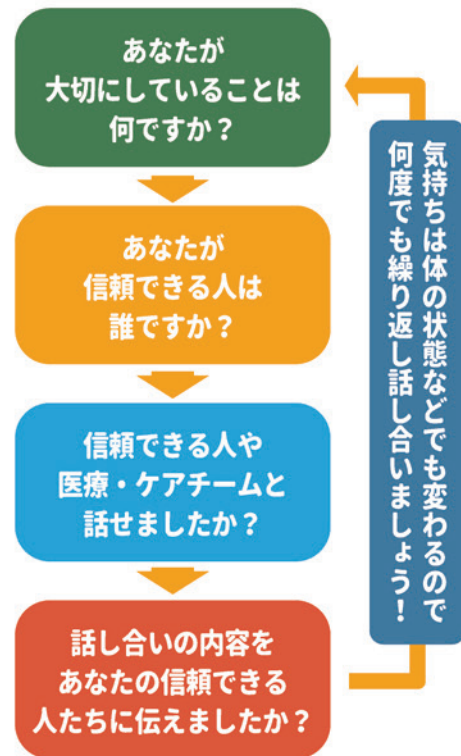 あなたが
大切にしていることは
何ですか？
あなたが
信頼できる人は
誰ですか？
信頼できる人や
医療・ケアチームと
話せましたか？
話し合いの内容を
あなたの信頼できる
人たちに伝えましたか？
気持ちは体の状態などでも変わるので
何度でも繰り返し話し合いましょう！